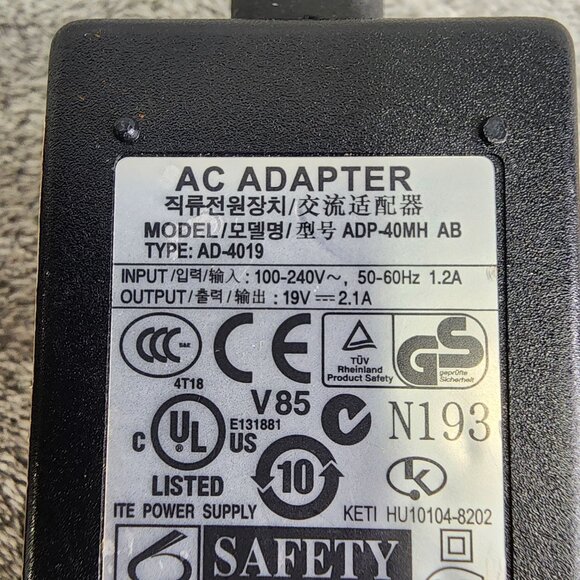 AC ADAPTER
직류전원장치/交流适配器
MODEL/모델명/型号 ADP-40MH AB
TYPE: AD-4019
INPUT/입력/输入 : 100-240V～, 50-60Hz 1.2A
OUTPUT/출력/输出 : 19V⎓2.1A
CCC S&E CE TÜV Rheinland Product Safety GS geprüfte Sicherheit
4T18
V85
N193
C UL US E131881
LISTED
10
ITE POWER SUPPLY
KETI HU10104-8202
SAFETY